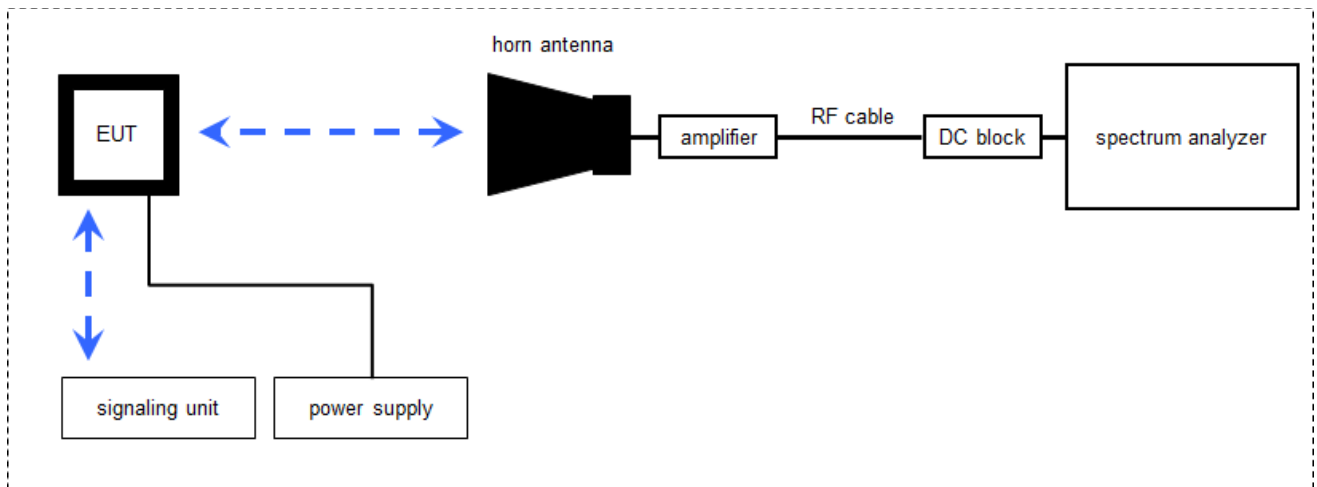 horn antenna
EUT
amplifier
RF cable
DC block
spectrum analyzer
signaling unit
power supply